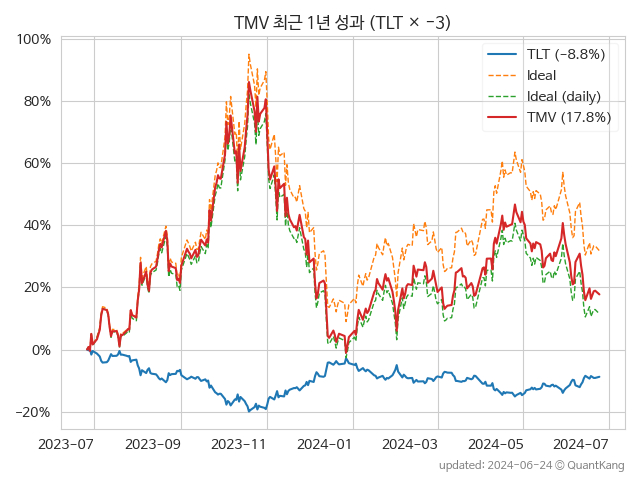 TMV 최근 1년 성과 (TLT × -3)
100%
80%
60%
40%
20%
0%
-20%
TLT (-8.8%)
Ideal
Ideal (daily)
TMV (17.8%)
2023-07 2023-09 2023-11 2024-01 2024-03 2024-05 2024-07
updated: 2024-06-24 © QuantKang